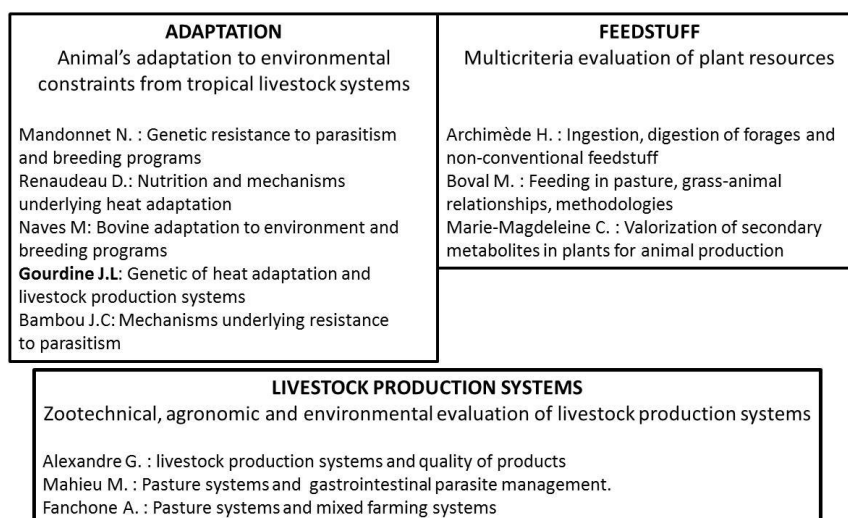 ADAPTATION
Animal's adaptation to environmental
constraints from tropical livestock systems
Mandonnet N. : Genetic resistance to parasitism
and breeding programs
Renaudeau D.: Nutrition and mechanisms
underlying heat adaptation
Naves M: Bovine adaptation to environment and
breeding programs
Gourdine J.L: Genetic of heat adaptation and
livestock production systems
Bambou J.C: Mechanisms underlying resistance
to parasitism
FEEDSTUFF
Multicriteria evaluation of plant resources
Archimède H. : Ingestion, digestion of forages and
non-conventional feedstuff
Boval M. : Feeding in pasture, grass-animal
relationships, methodologies
Marie-Magdeleine C. : Valorization of secondary
metabolites in plants for animal production
LIVESTOCK PRODUCTION SYSTEMS
Zootechnical, agronomic and environmental evaluation of livestock production systems
Alexandre G. : livestock production systems and quality of products
Mahieu M. : Pasture systems and gastrointestinal parasite management.
Fanchone A. : Pasture systems and mixed farming systems